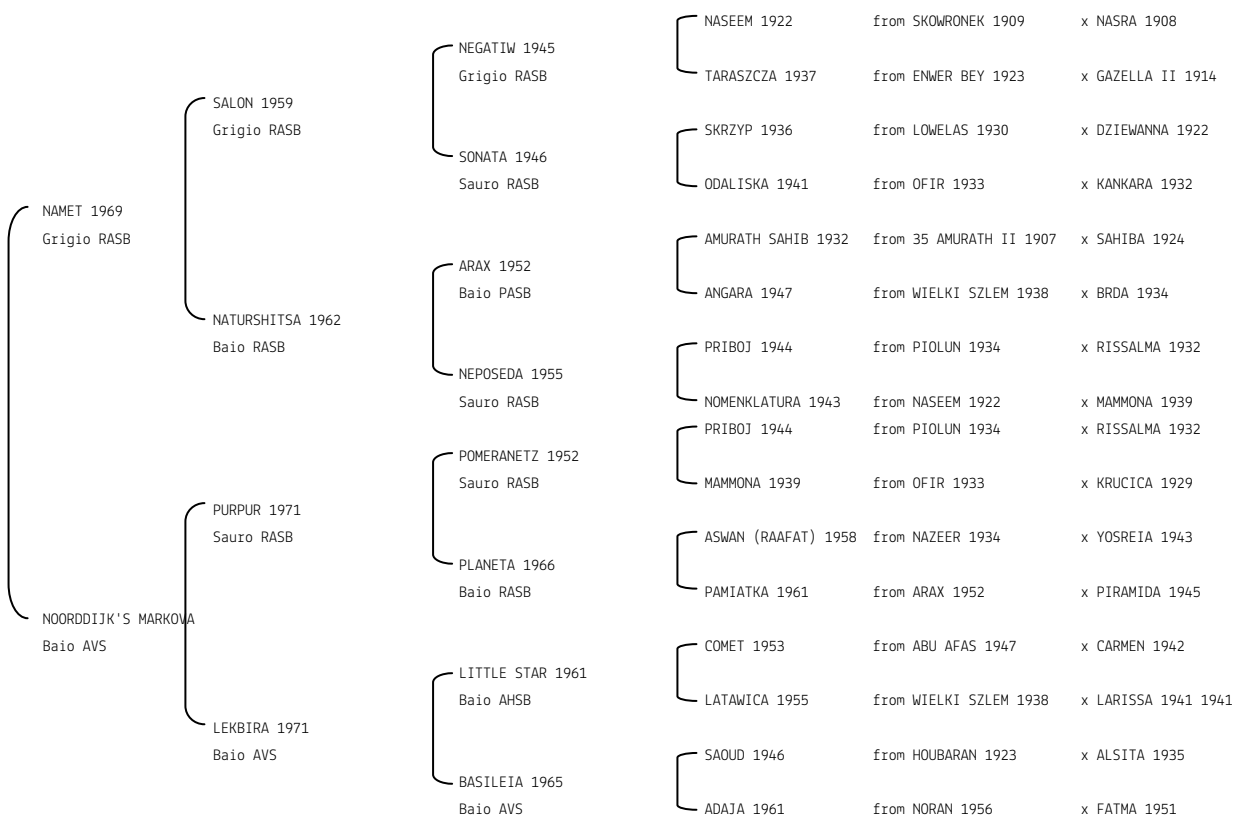 NASEEM 1922 from SKOWRONEK 1909 x NASRA 1908
NEGATIW 1945
Grigio RASB
TARASZCZA 1937 from ENWER BEY 1923 x GAZELLA II 1914
SALON 1959
Grigio RASB
SKRZYP 1936 from LOWELAS 1930 x DZIEWANNA 1922
SONATA 1946
Sauro RASB
ODALISKA 1941 from OFIR 1933 x KANKARA 1932
NAMET 1969
Grigio RASB
AMURATH SAHIB 1932 from 35 AMURATH II 1907 x SAHIBA 1924
ARAX 1952
Baio PASB
ANGARA 1947 from WIELKI SZLEM 1938 x BRDA 1934
NATURSHITSA 1962
Baio RASB
PRIBOJ 1944 from PIOLUN 1934 x RISSALMA 1932
NEPOSEDA 1955
Sauro RASB
NOMENKLATURA 1943 from NASEEM 1922 x MAMMONA 1939
PRIBOJ 1944 from PIOLUN 1934 x RISSALMA 1932
POMERANETZ 1952
Sauro RASB
MAMMONA 1939 from OFIR 1933 x KRUCICA 1929
PURPUR 1971
Sauro RASB
ASWAN (RAAFAT) 1958 from NAZEER 1934 x YOSREIA 1943
PLANETA 1966
Baio RASB
PAMIATKA 1961 from ARAX 1952 x PIRAMIDA 1945
NOORDDIJK'S MARKOVA
Baio AVS
COMET 1953 from ABU AFAS 1947 x CARMEN 1942
LITTLE STAR 1961
Baio AHSB
LATAWICA 1955 from WIELKI SZLEM 1938 x LARISSA 1941 1941
LEKBIRA 1971
Baio AVS
SAOUD 1946 from HOUBARAN 1923 x ALSITA 1935
BASILEIA 1965
Baio AVS
ADAJA 1961 from NORAN 1956 x FATMA 1951